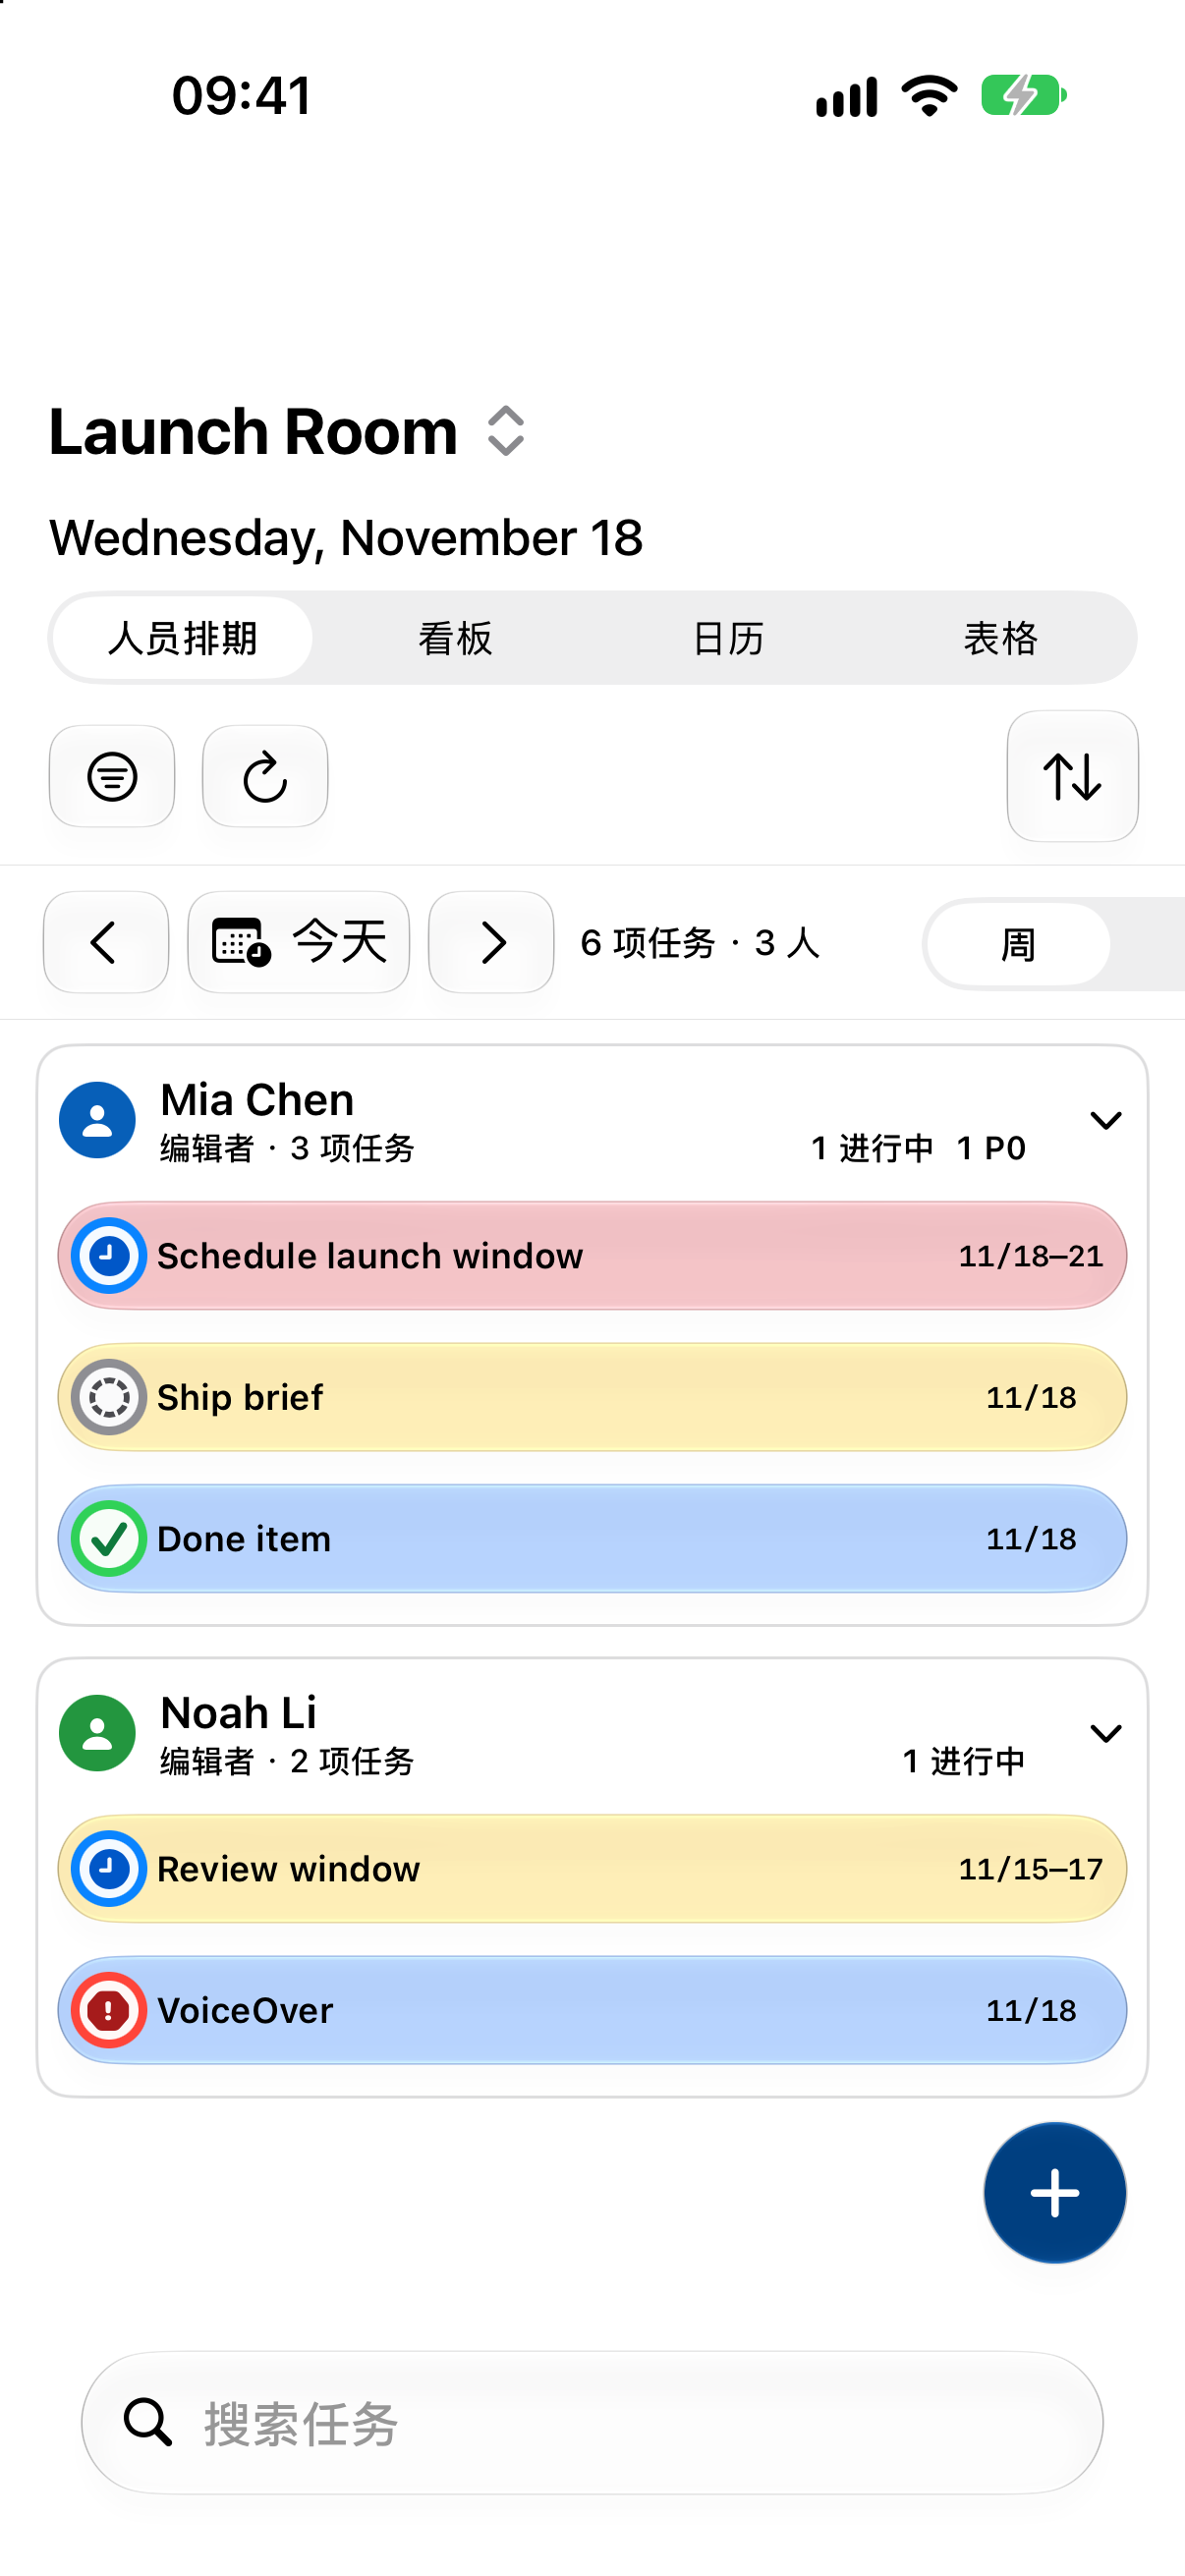 09:41
Launch Room
Wednesday, November 18
人员排期 看板 日历 表格
今天 6 项任务 · 3 人 周
Mia Chen
编辑者 · 3 项任务 1 进行中 1 P0
Schedule launch window 11/18–21
Ship brief 11/18
Done item 11/18
Noah Li
编辑者 · 2 项任务 1 进行中
Review window 11/15–17
VoiceOver 11/18
搜索任务